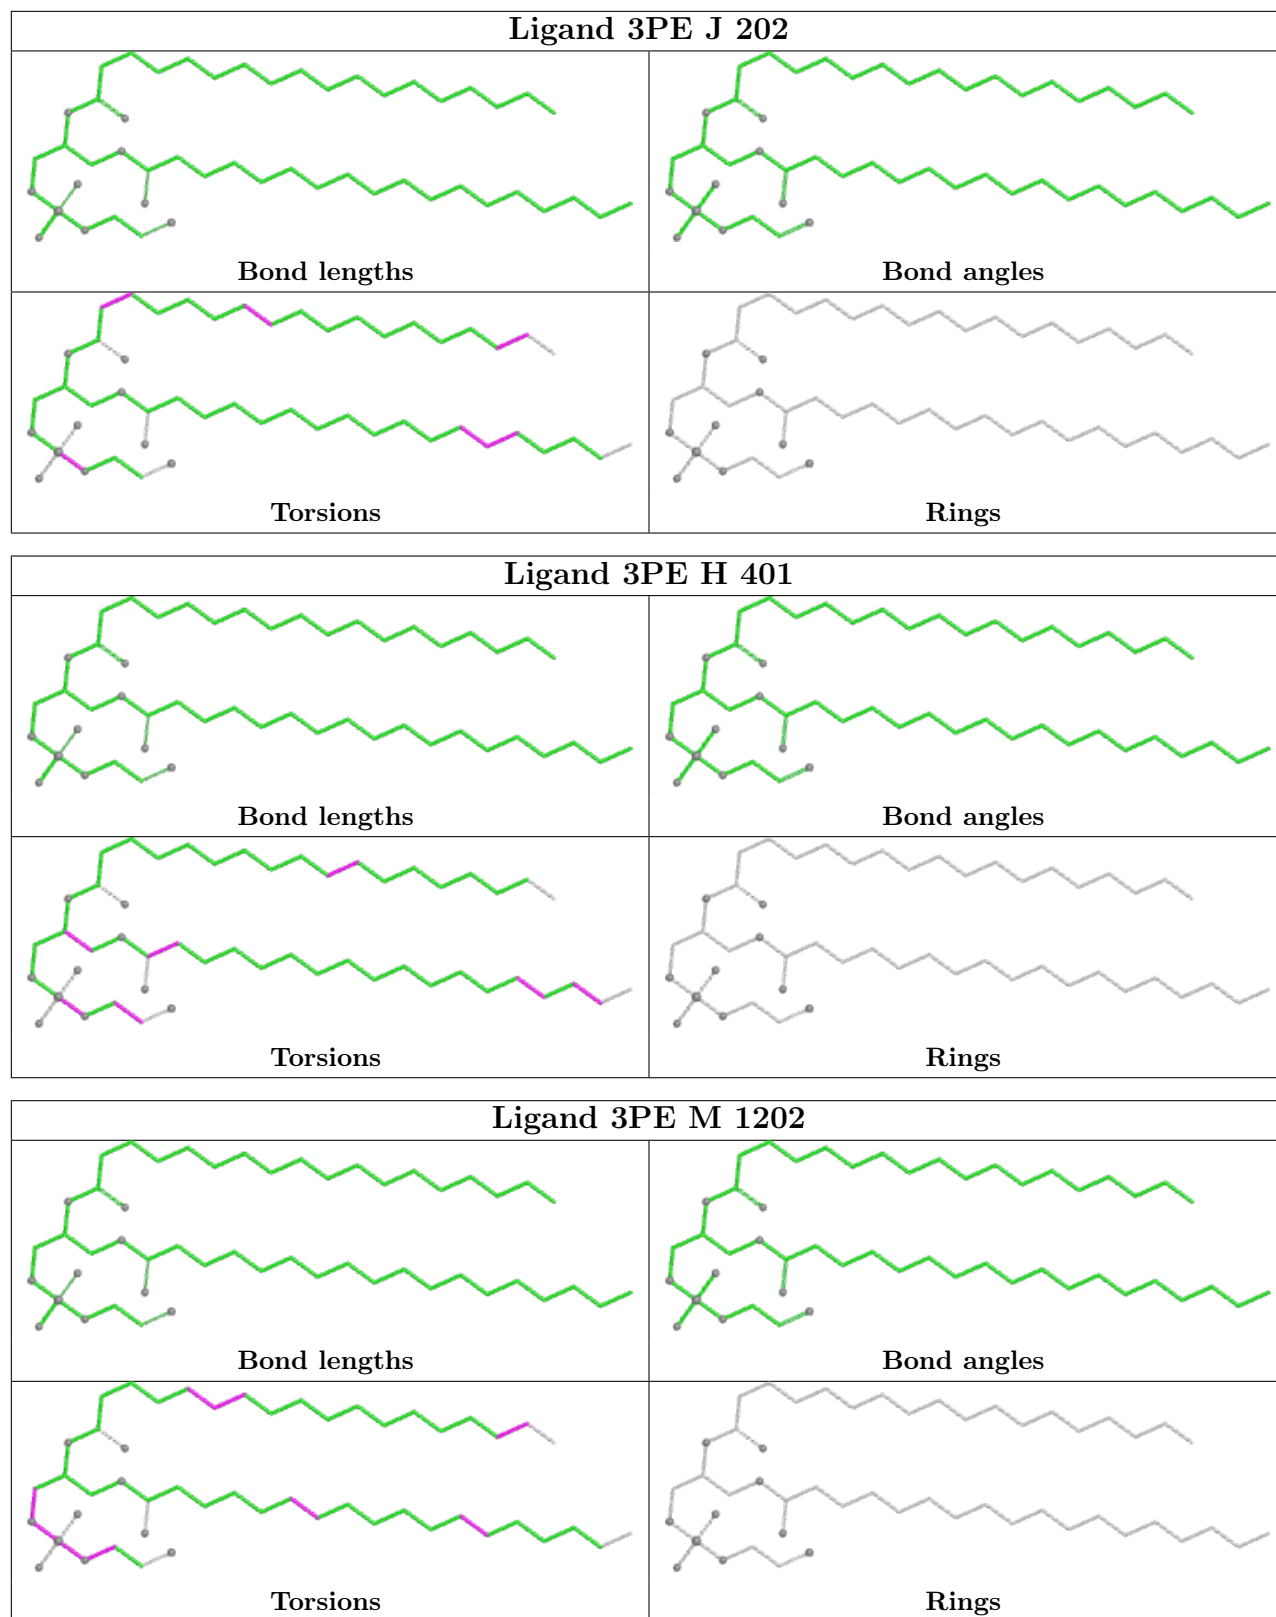 Ligand 3PE J 202
Bond lengths
Bond angles
Torsions
Rings
Ligand 3PE H 401
Bond lengths
Bond angles
Torsions
Rings
Ligand 3PE M 1202
Bond lengths
Bond angles
Torsions
Rings